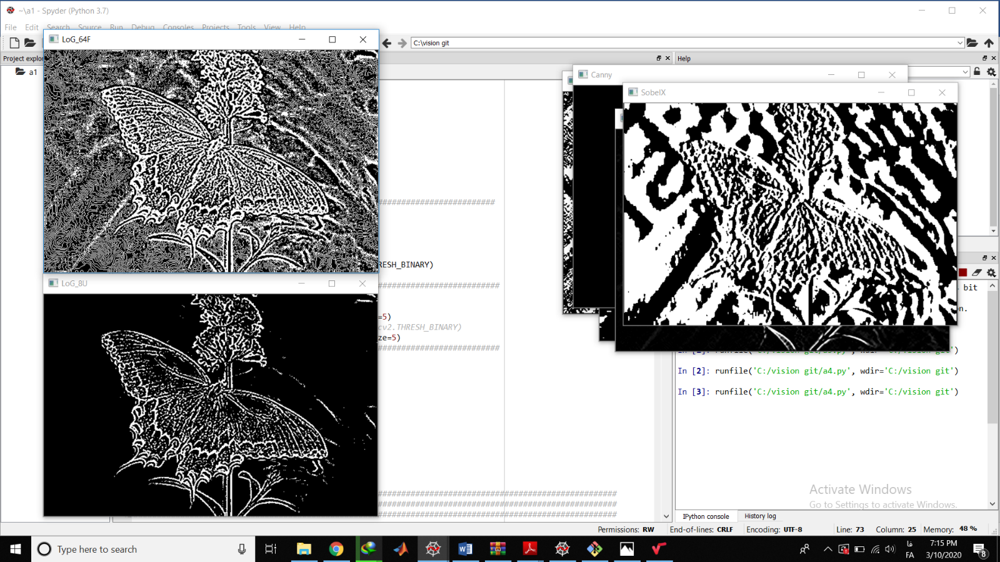 ~\a1 - Spyder (Python 3.7)
File Edit Search Source Run Debug Consoles Projects Tools View Help
LoG_64F
C:\vision git
Project explor
Help
a1
Canny
SobelX
########################
RESH_BINARY)
#########################
LoG_8U
bit
on.
=5)
cv2.THRESH_BINARY)
ze=5)
#########################
In [2]: runfile('C:/vision git/a4.py', wdir='C:/vision git')
In [3]: runfile('C:/vision git/a4.py', wdir='C:/vision git')
Activate Windows
Go to Settings to activate Windows.
IPython console
History log
Permissions: RW End-of-lines: CRLF Encoding: UTF-8 Line: 73 Column: 25 Memory: 48 %
Type here to search
فا
FA
7:15 PM
3/10/2020
8